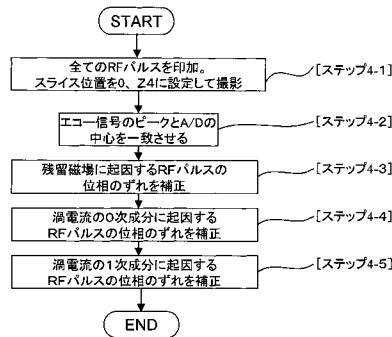 START
全てのRFパルスを印加。
スライス位置を0、Z4に設定して撮影
[ステップ4-1]
エコー信号のピークとA/Dの
中心を一致させる
[ステップ4-2]
残留磁場に起因するRFパルスの
位相のずれを補正
[ステップ4-3]
渦電流の0次成分に起因する
RFパルスの位相のずれを補正
[ステップ4-4]
渦電流の1次成分に起因する
RFパルスの位相のずれを補正
[ステップ4-5]
END